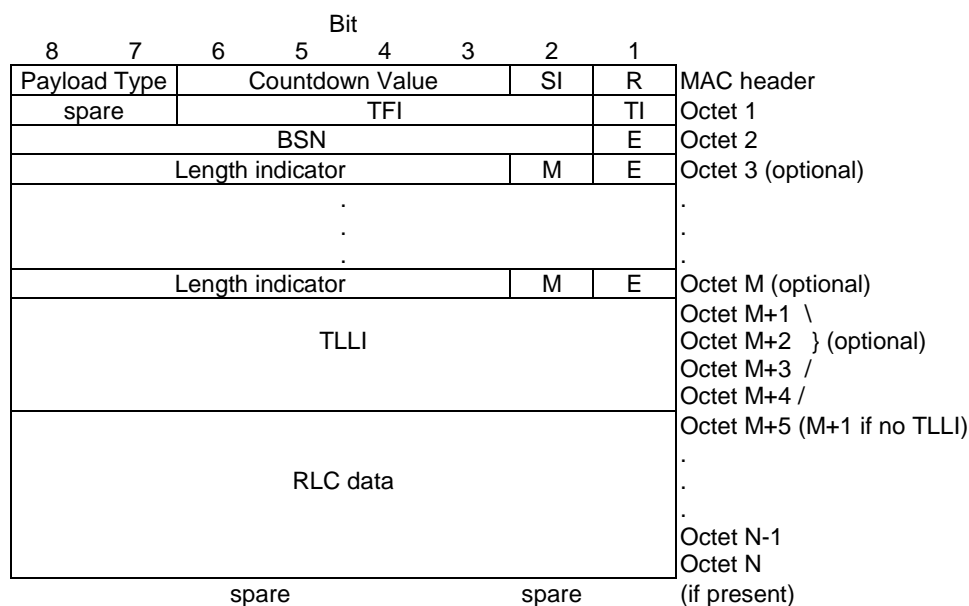 Bit
8 7 6 5 4 3 2 1
Payload Type Countdown Value SI R MAC header
spare TFI TI Octet 1
BSN E Octet 2
Length indicator M E Octet 3 (optional)
. .
. .
. .
Length indicator M E Octet M (optional)
Octet M+1 \
TLLI Octet M+2 } (optional)
Octet M+3 /
Octet M+4 /
Octet M+5 (M+1 if no TLLI)
.
RLC data .
.
Octet N-1
Octet N
spare spare (if present)